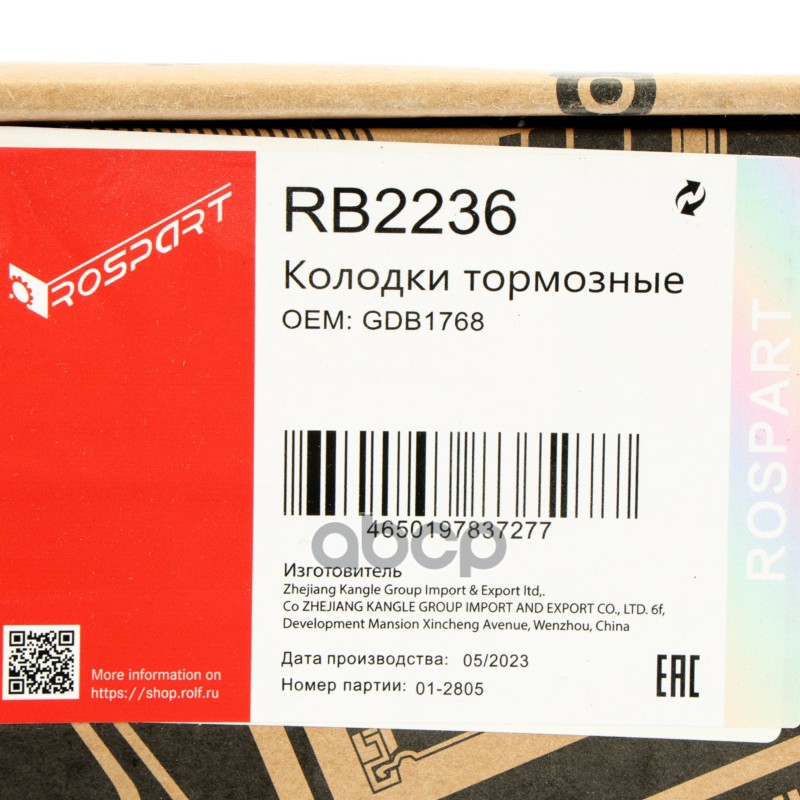 ROSPART
RB2236
Колодки тормозные
OEM: GDB1768
4650197837277
abcp
Изготовитель
Zhejiang Kangle Group Import & Export ltd,.
Co ZHEJIANG KANGLE GROUP IMPORT AND EXPORT CO., LTD. 6f,
Development Mansion Xincheng Avenue, Wenzhou, China
Дата производства: 05/2023
Номер партии: 01-2805
EAC
More information on
https://shop.rolf.ru
ROSPART